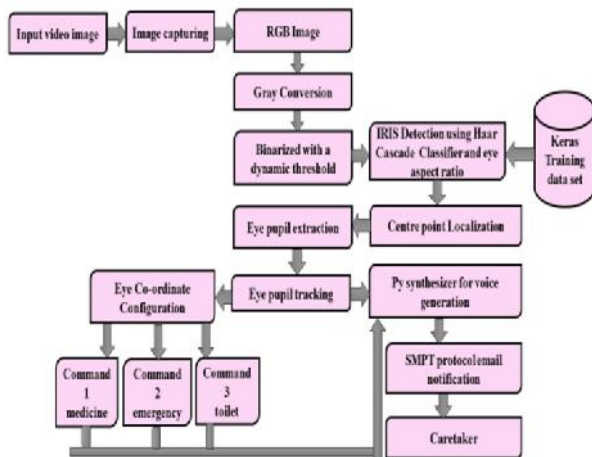 Input video image
Image capturing
RGB Image
Gray Conversion
Binarized with a
dynamic threshold
IRIS Detection using Haar
Cascade Classifier and eye
aspect ratio
Keras
Training
data set
Centre point Localization
Eye pupil extraction
Eye pupil tracking
Eye Co-ordinate
Configuration
Py synthesizer for voice
generation
Command
1
medicine
Command
2
emergency
Command
3
toilet
SMPT protocol email
notification
Caretaker